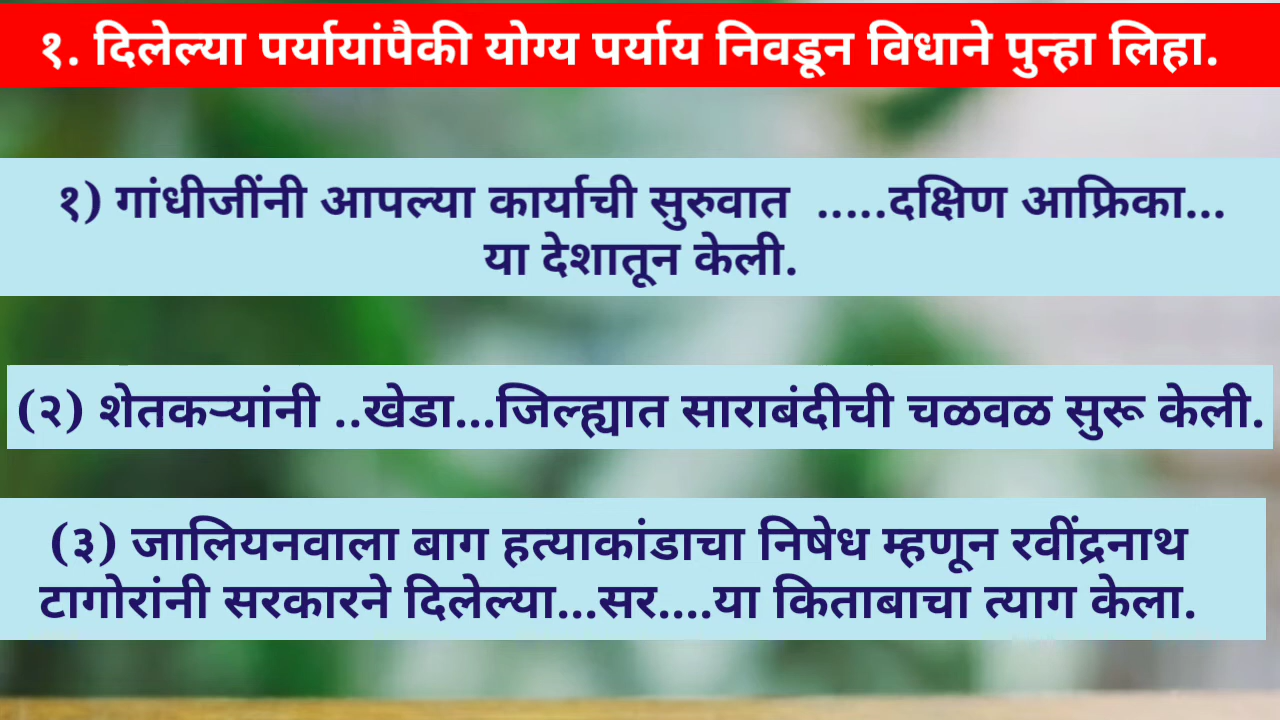 १. दिलेल्या पर्यायांपैकी योग्य पर्याय निवडून विधाने पुन्हा लिहा.
१) गांधीजींनी आपल्या कार्याची सुरुवात .....दक्षिण आफ्रिका...
या देशातून केली.
(२) शेतकऱ्यांनी ..खेडा...जिल्ह्यात साराबंदीची चळवळ सुरू केली.
(३) जालियनवाला बाग हत्याकांडाचा निषेध म्हणून रवींद्रनाथ
टागोरांनी सरकारने दिलेल्या...सर....या किताबाचा त्याग केला.